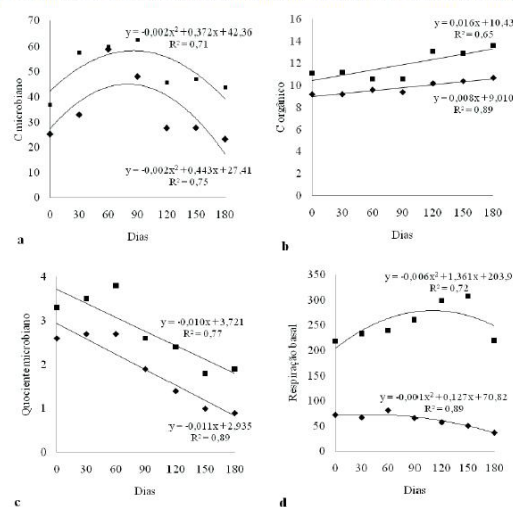 y = -0,002x² + 0,372x + 42,36
R² = 0,71
y = -0,002x² + 0,443x + 27,41
R² = 0,75
C microbiano
70
60
50
40
30
20
10
0
0 30 60 90 120 150 180
Dias
a
y = 0,016x + 10,43
R² = 0,65
y = 0,008x + 9,010
R² = 0,89
C orgânico
16
14
12
10
8
6
4
2
0
0 30 60 90 120 150 180
Dias
b
y = -0,010x + 3,721
R² = 0,77
y = -0,011x + 2,935
R² = 0,89
Quociente microbiano
4
3
2
1
0
0 30 60 90 120 150 180
Dias
c
y = -0,006x² + 1,361x + 203,9
R² = 0,72
y = -0,001x² + 0,127x + 70,82
R² = 0,89
Respiração basal
350
300
250
200
150
100
50
0
0 30 60 90 120 150 180
Dias
d